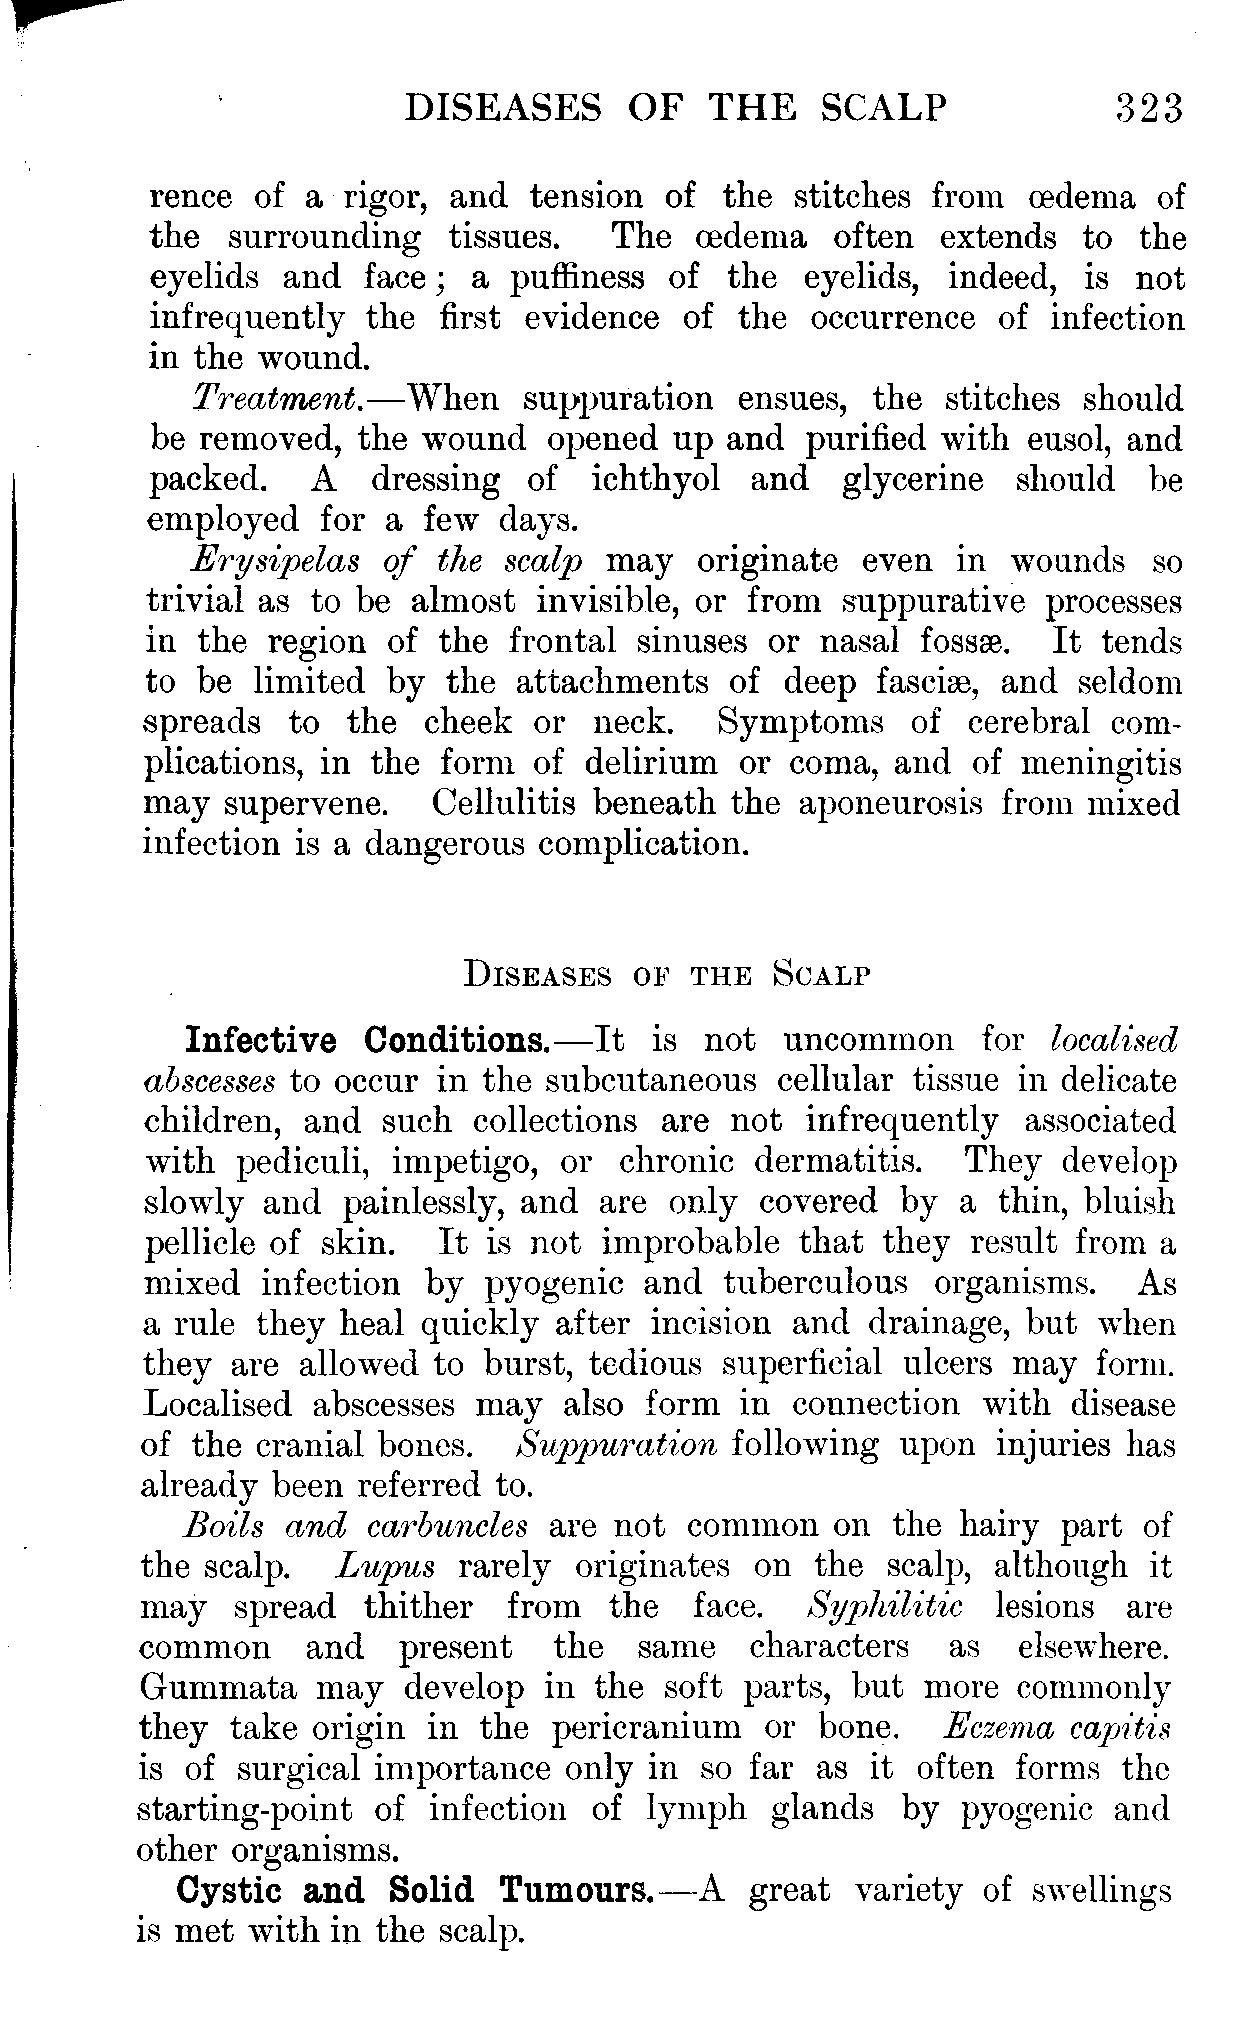 DISEASES OF THE SCALP 323
rence of a rigor, and tension of the stitches from œdema of
the surrounding tissues. The œdema often extends to the
eyelids and face; a puffiness of the eyelids, indeed, is not
infrequently the first evidence of the occurrence of infection
in the wound.
Treatment.—When suppuration ensues, the stitches should
be removed, the wound opened up and purified with eusol, and
packed. A dressing of ichthyol and glycerine should be
employed for a few days.
Erysipelas of the scalp may originate even in wounds so
trivial as to be almost invisible, or from suppurative processes
in the region of the frontal sinuses or nasal fossæ. It tends
to be limited by the attachments of deep fasciæ, and seldom
spreads to the cheek or neck. Symptoms of cerebral com-
plications, in the form of delirium or coma, and of meningitis
may supervene. Cellulitis beneath the aponeurosis from mixed
infection is a dangerous complication.
DISEASES OF THE SCALP
Infective Conditions.—It is not uncommon for localised
abscesses to occur in the subcutaneous cellular tissue in delicate
children, and such collections are not infrequently associated
with pediculi, impetigo, or chronic dermatitis. They develop
slowly and painlessly, and are only covered by a thin, bluish
pellicle of skin. It is not improbable that they result from a
mixed infection by pyogenic and tuberculous organisms. As
a rule they heal quickly after incision and drainage, but when
they are allowed to burst, tedious superficial ulcers may form.
Localised abscesses may also form in connection with disease
of the cranial bones. Suppuration following upon injuries has
already been referred to.
Boils and carbuncles are not common on the hairy part of
the scalp. Lupus rarely originates on the scalp, although it
may spread thither from the face. Syphilitic lesions are
common and present the same characters as elsewhere.
Gummata may develop in the soft parts, but more commonly
they take origin in the pericranium or bone. Eczema capitis
is of surgical importance only in so far as it often forms the
starting-point of infection of lymph glands by pyogenic and
other organisms.
Cystic and Solid Tumours.—A great variety of swellings
is met with in the scalp.